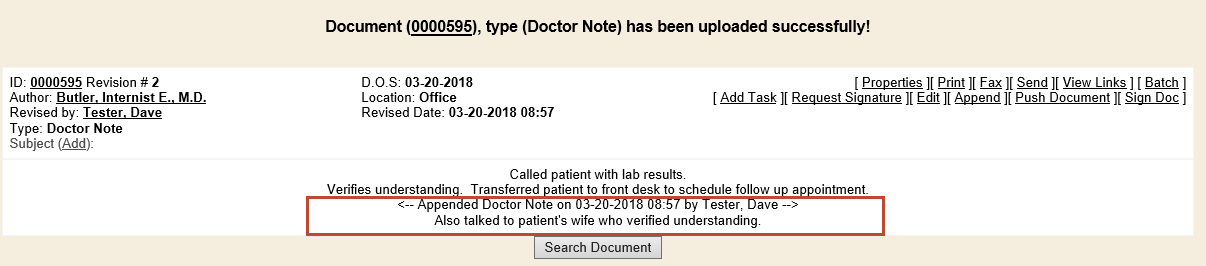 Document (0000595), type (Doctor Note) has been uploaded successfully!
ID: 0000595 Revision # 2
Author: Butler, Internist E., M.D.
Revised by: Tester, Dave
Type: Doctor Note
Subject (Add):
D.O.S: 03-20-2018
Location: Office
Revised Date: 03-20-2018 08:57
[ Properties ][ Print ][ Fax ][ Send ][ View Links ] [ Batch ]
[ Add Task ][ Request Signature ][ Edit ][ Append ][ Push Document ][ Sign Doc ]
Called patient with lab results.
Verifies understanding. Transferred patient to front desk to schedule follow up appointment.
<-- Appended Doctor Note on 03-20-2018 08:57 by Tester, Dave -->
Also talked to patient's wife who verified understanding.
Search Document